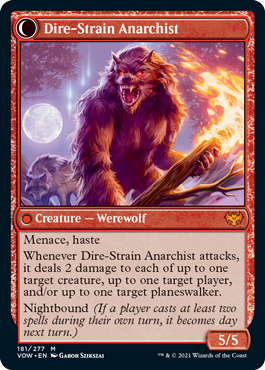 Dire-Strain Anarchist
Creature — Werewolf
Menace, haste
Whenever Dire-Strain Anarchist attacks,
it deals 2 damage to each of up to one
target creature, up to one target player,
and/or up to one target planeswalker.
Nightbound (If a player casts at least two
spells during their own turn, it becomes day
next turn.)
5/5
181/277 M
VOW • EN Gabor Szikszai
™ & © 2021 Wizards of the Coast